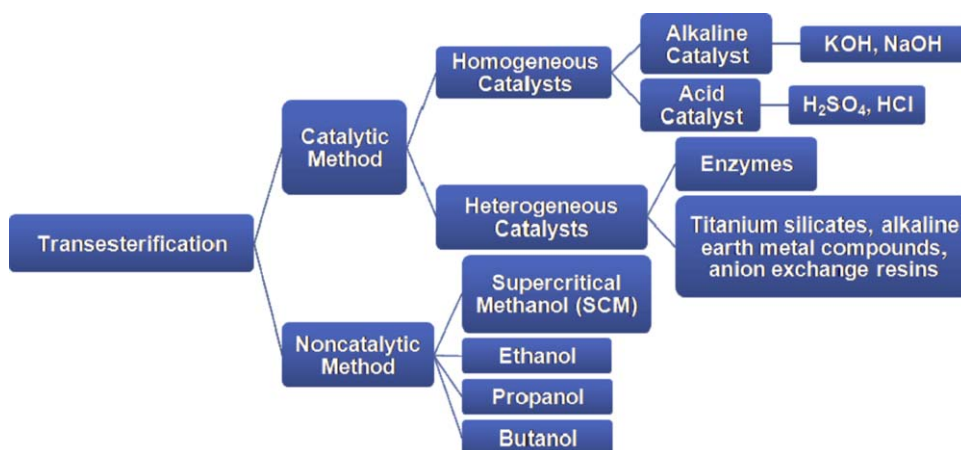 Transesterification
Catalytic
Method
Homogeneous
Catalysts
Alkaline
Catalyst
KOH, NaOH
Acid
Catalyst
H₂SO₄, HCl
Heterogeneous
Catalysts
Enzymes
Titanium silicates, alkaline
earth metal compounds,
anion exchange resins
Noncatalytic
Method
Supercritical
Methanol (SCM)
Ethanol
Propanol
Butanol